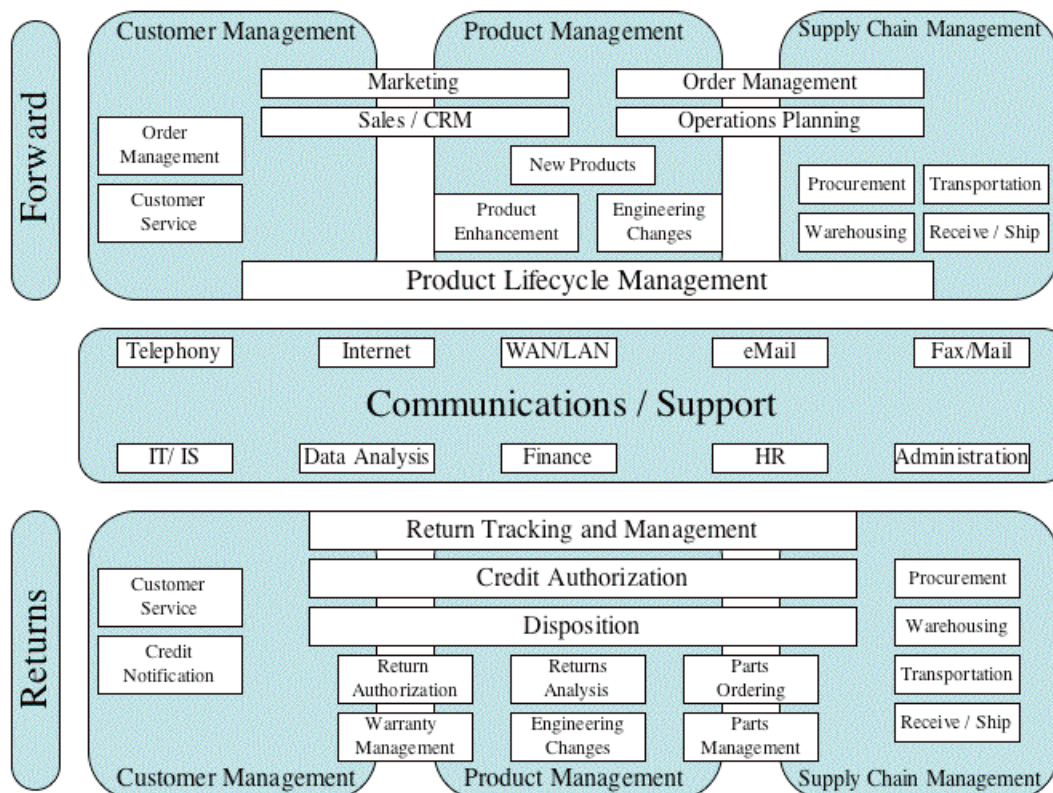 Forward
Customer Management
Product Management
Supply Chain Management
Marketing
Order Management
Sales / CRM
Operations Planning
Order
Management
Customer
Service
New Products
Product
Enhancement
Engineering
Changes
Procurement
Transportation
Warehousing
Receive / Ship
Product Lifecycle Management
Telephony
Internet
WAN/LAN
eMail
Fax/Mail
Communications / Support
IT/ IS
Data Analysis
Finance
HR
Administration
Returns
Return Tracking and Management
Credit Authorization
Disposition
Customer
Service
Credit
Notification
Return
Authorization
Returns
Analysis
Parts
Ordering
Warranty
Management
Engineering
Changes
Parts
Management
Procurement
Warehousing
Transportation
Receive / Ship
Customer Management
Product Management
Supply Chain Management